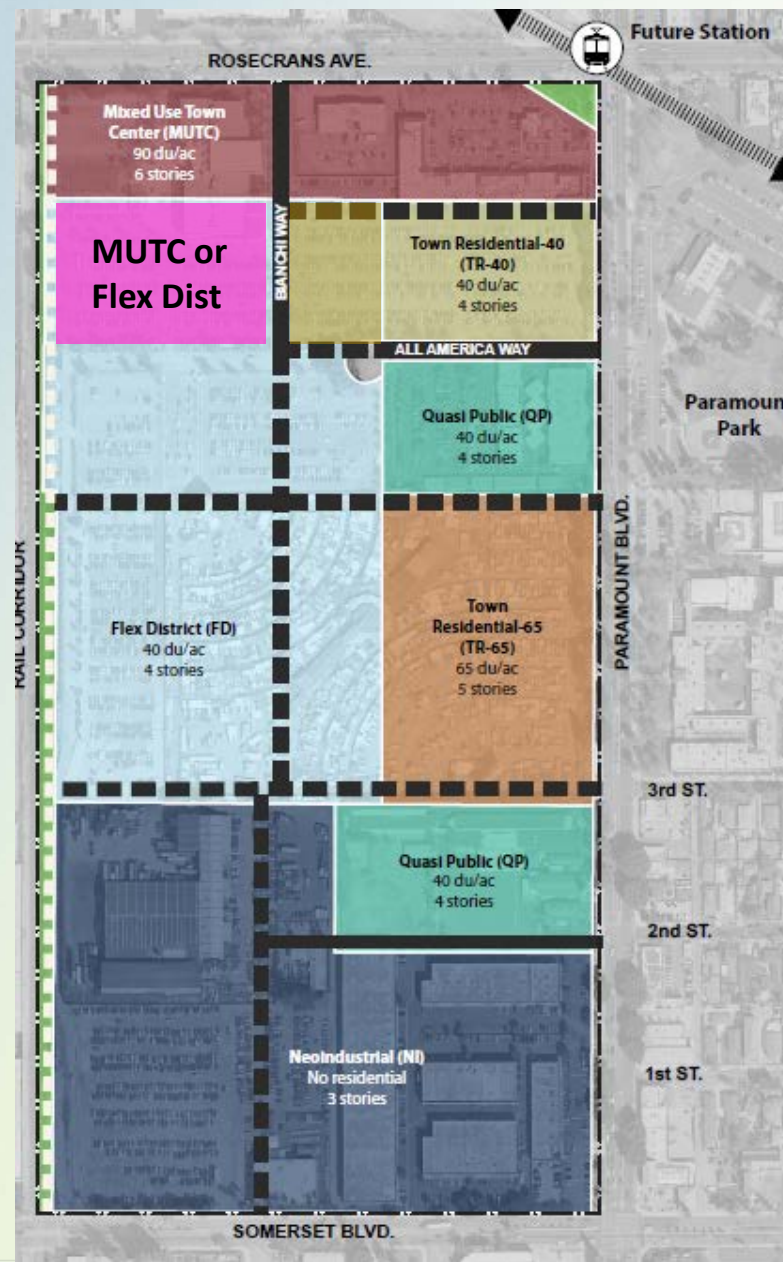 Future Station
ROSECRANS AVE.
Mixed Use Town
Center (MUTC)
90 du/ac
6 stories
BIANCHI WAY
MUTC or
Flex Dist
Town Residential-40
(TR-40)
40 du/ac
4 stories
ALL AMERICA WAY
Quasi Public (QP)
40 du/ac
4 stories
Paramount
Park
RAIL CORRIDOR
PARAMOUNT BLVD.
Flex District (FD)
40 du/ac
4 stories
Town
Residential-65
(TR-65)
65 du/ac
5 stories
3rd ST.
Quasi Public (QP)
40 du/ac
4 stories
2nd ST.
Neoindustrial (NI)
No residential
3 stories
1st ST.
SOMERSET BLVD.